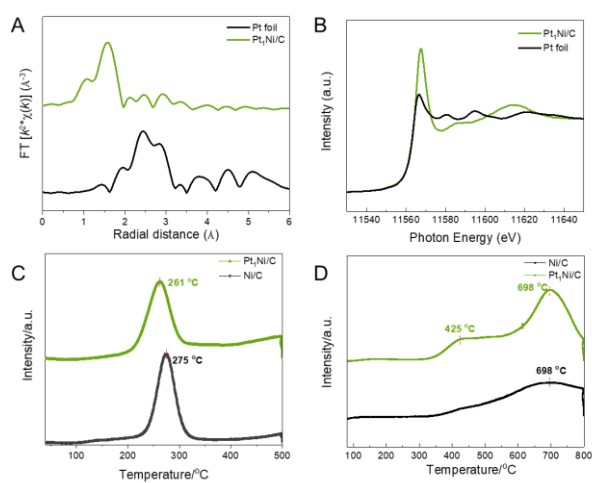 A
Pt foil
Pt₁Ni/C
FT [k²*χ(k)] (Å⁻³)
0 1 2 3 4 5 6
Radial distance (Å)
B
Pt₁Ni/C
Pt foil
Intensity (a.u.)
11540 11560 11580 11600 11620 11640
Photon Energy (eV)
C
Pt₁Ni/C
Ni/C
261 °C
275 °C
Intensity/a.u.
100 200 300 400 500
Temperature/°C
D
Ni/C
Pt₁Ni/C
698 °C
425 °C
698 °C
Intensity/a.u.
100 200 300 400 500 600 700 800
Temperature/°C